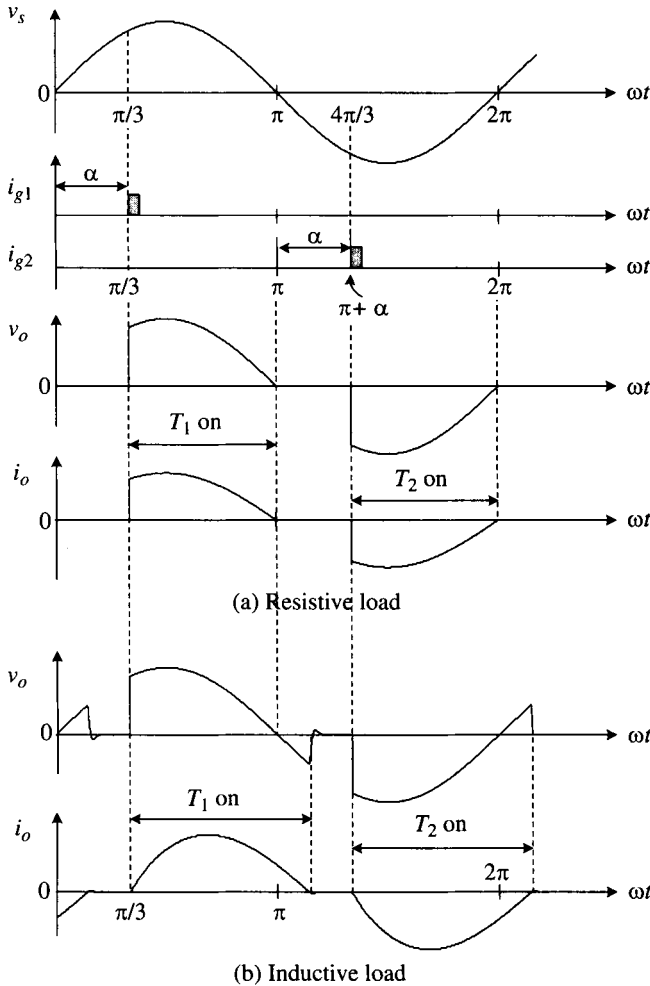 v_s
0
π/3
π
4π/3
2π
ωt
α
i_g1
ωt
α
i_g2
ωt
π/3
π
2π
π + α
v_o
0
ωt
T_1 on
i_o
T_2 on
0
ωt
(a) Resistive load
v_o
0
ωt
T_1 on
T_2 on
i_o
2π
0
ωt
π/3
π
(b) Inductive load